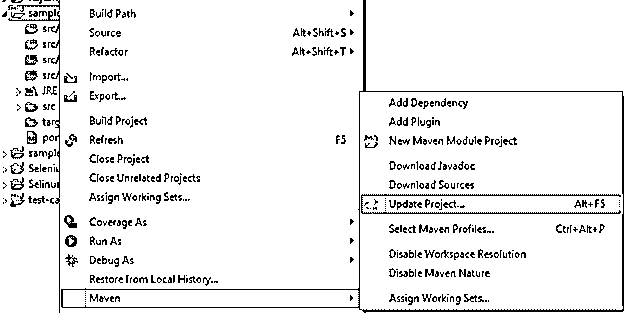 sample
src/
src/
src/
src/
JRE
src
targ
pom
sample
Seleniu
Selinur
test-ca
Build Path
Source Alt+Shift+S
Refactor Alt+Shift+T
Import...
Export...
Build Project
Refresh F5
Close Project
Close Unrelated Projects
Assign Working Sets...
Coverage As
Run As
Debug As
Restore from Local History...
Maven
Add Dependency
Add Plugin
New Maven Module Project
Download Javadoc
Download Sources
Update Project... Alt+F5
Select Maven Profiles... Ctrl+Alt+P
Disable Workspace Resolution
Disable Maven Nature
Assign Working Sets...